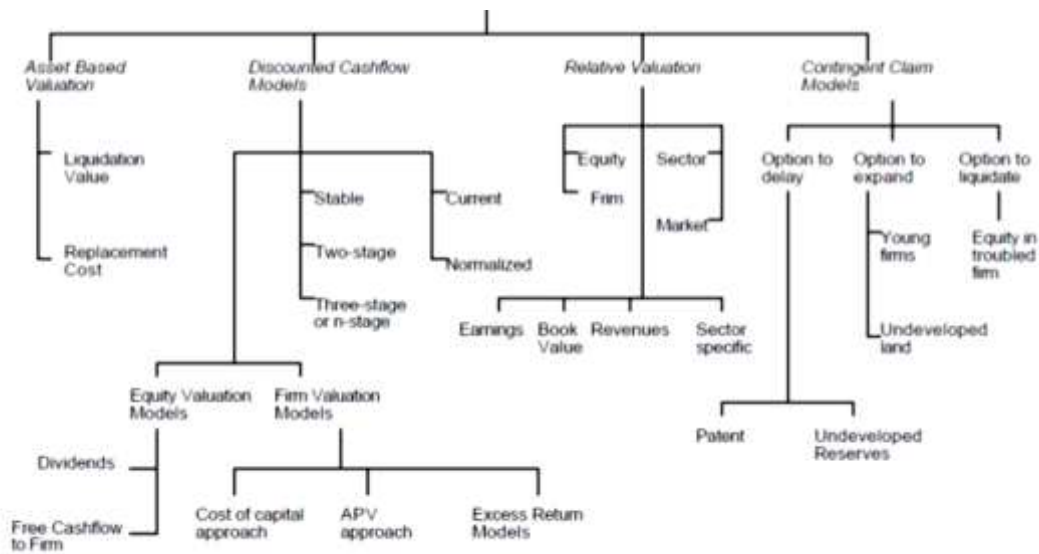 Asset Based
Valuation
Discounted Cashflow
Models
Relative Valuation
Contingent Claim
Models
Liquidation
Value
Replacement
Cost
Stable
Two-stage
Three-stage
or n-stage
Current
Normalized
Equity
Frim
Sector
Market
Option to
delay
Option to
expand
Option to
liquidate
Young
firms
Equity in
troubled
firm
Undeveloped
land
Earnings
Book
Value
Revenues
Sector
specific
Equity Valuation
Models
Firm Valuation
Models
Patent
Undeveloped
Reserves
Dividends
Free Cashflow
to Firm
Cost of capital
approach
APV
approach
Excess Return
Models